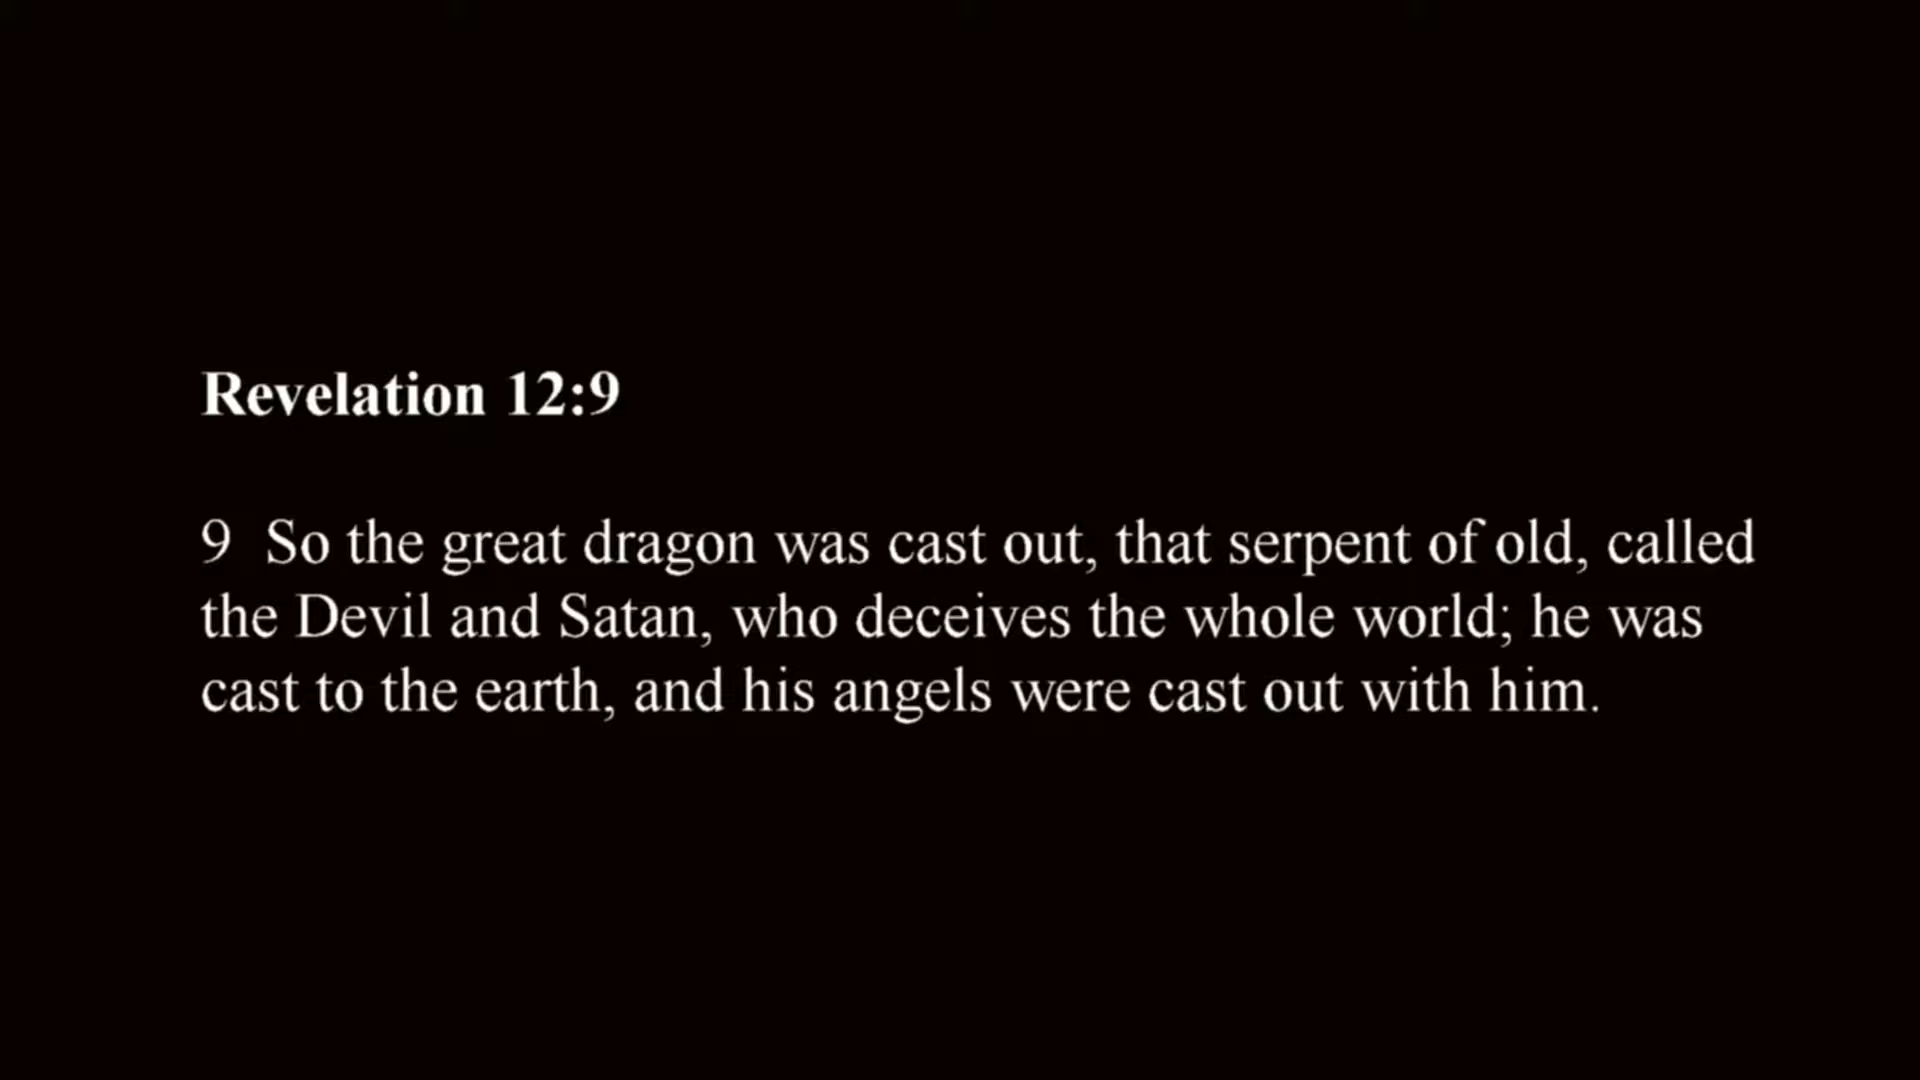 Revelation 12:9
9 So the great dragon was cast out, that serpent of old, called
the Devil and Satan, who deceives the whole world; he was
cast to the earth, and his angels were cast out with him.